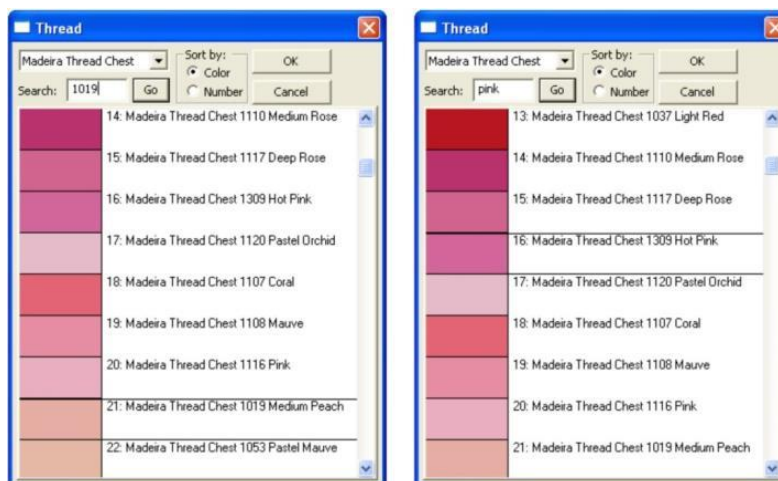 Thread
Madeira Thread Chest
Sort by:
Color
Number
OK
Cancel
Search:
1019
Go
14: Madeira Thread Chest 1110 Medium Rose
15: Madeira Thread Chest 1117 Deep Rose
16: Madeira Thread Chest 1309 Hot Pink
17: Madeira Thread Chest 1120 Pastel Orchid
18: Madeira Thread Chest 1107 Coral
19: Madeira Thread Chest 1108 Mauve
20: Madeira Thread Chest 1116 Pink
21: Madeira Thread Chest 1019 Medium Peach
22: Madeira Thread Chest 1053 Pastel Mauve
Thread
Madeira Thread Chest
Sort by:
Color
Number
OK
Cancel
Search:
pink
Go
13: Madeira Thread Chest 1037 Light Red
14: Madeira Thread Chest 1110 Medium Rose
15: Madeira Thread Chest 1117 Deep Rose
16: Madeira Thread Chest 1309 Hot Pink
17: Madeira Thread Chest 1120 Pastel Orchid
18: Madeira Thread Chest 1107 Coral
19: Madeira Thread Chest 1108 Mauve
20: Madeira Thread Chest 1116 Pink
21: Madeira Thread Chest 1019 Medium Peach